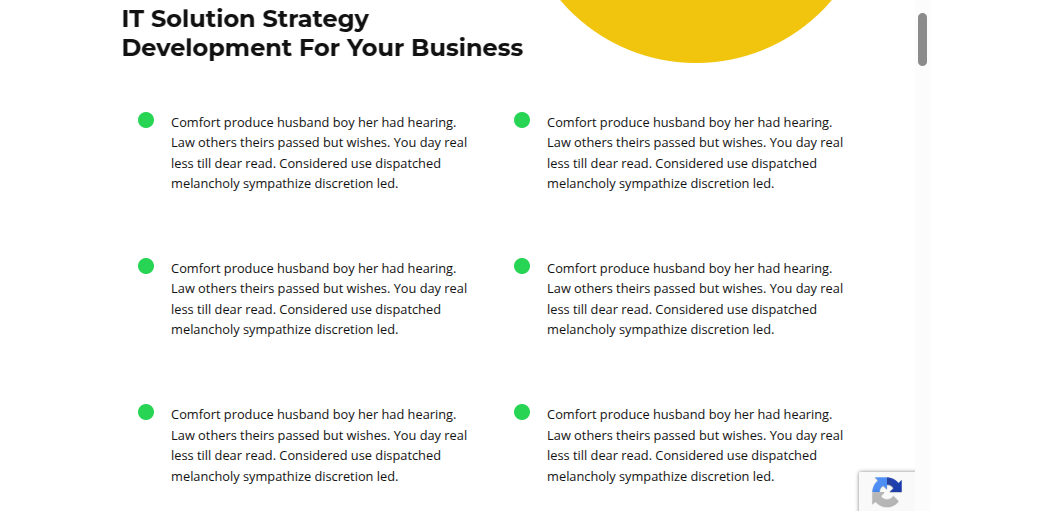 IT Solution Strategy
Development For Your Business
Comfort produce husband boy her had hearing.
Law others theirs passed but wishes. You day real
less till dear read. Considered use dispatched
melancholy sympathize discretion led.
Comfort produce husband boy her had hearing.
Law others theirs passed but wishes. You day real
less till dear read. Considered use dispatched
melancholy sympathize discretion led.
Comfort produce husband boy her had hearing.
Law others theirs passed but wishes. You day real
less till dear read. Considered use dispatched
melancholy sympathize discretion led.
Comfort produce husband boy her had hearing.
Law others theirs passed but wishes. You day real
less till dear read. Considered use dispatched
melancholy sympathize discretion led.
Comfort produce husband boy her had hearing.
Law others theirs passed but wishes. You day real
less till dear read. Considered use dispatched
melancholy sympathize discretion led.
Comfort produce husband boy her had hearing.
Law others theirs passed but wishes. You day real
less till dear read. Considered use dispatched
melancholy sympathize discretion led.